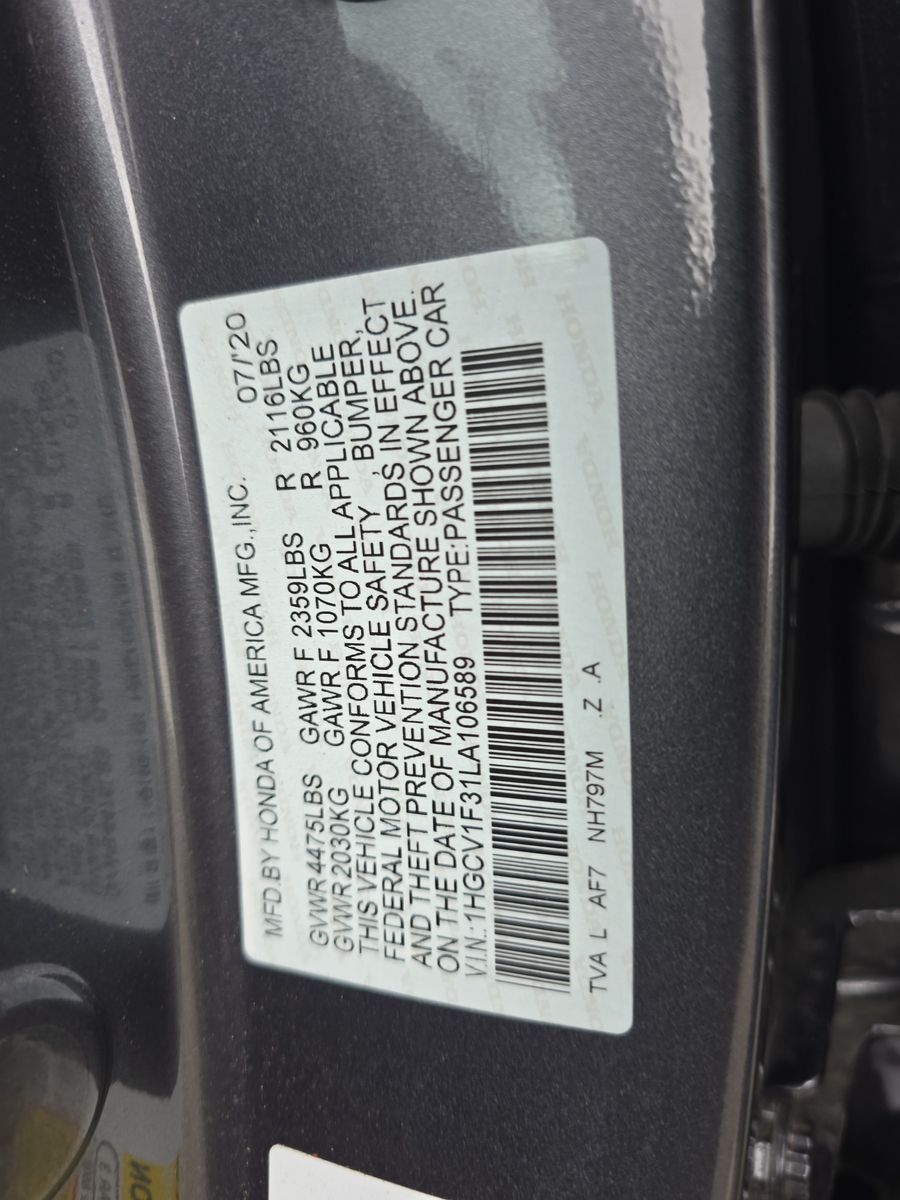 MFD BY HONDA OF AMERICA MFG.,INC. 07/'20
GVWR 4475LBS GAWR F 2359LBS R 2116LBS
GVWR 2030KG GAWR F 1070KG R 960KG
THIS VEHICLE CONFORMS TO ALL APPLICABLE
FEDERAL MOTOR VEHICLE SAFETY, BUMPER,
AND THEFT PREVENTION STANDARDS, IN EFFECT
ON THE DATE OF MANUFACTURE SHOWN ABOVE.
V.I.N.:1HGCV1F31LA106589 TYPE:PASSENGER CAR
TVA L AF7 NH797M .Z .A